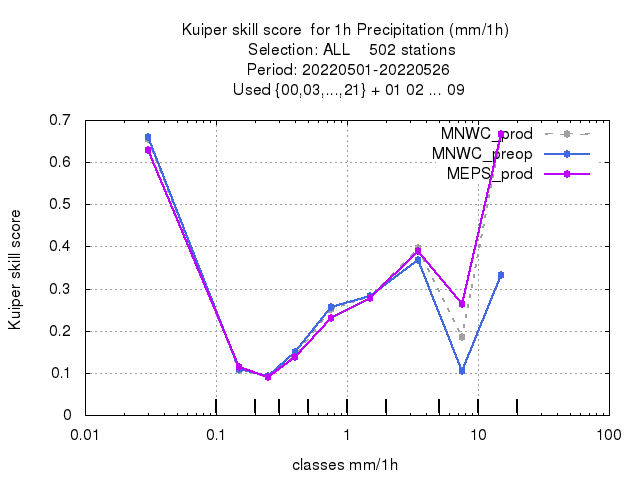 Kuiper skill score  for 1h Precipitation (mm/1h)
Selection: ALL    502 stations
Period: 20220501-20220526
Used {00,03,...,21} + 01 02 ... 09
MNWC_prod
MNWC_preop
MEPS_prod
Kuiper skill score
0.7
0.6
0.5
0.4
0.3
0.2
0.1
0
0.01 0.1 1 10 100
classes mm/1h